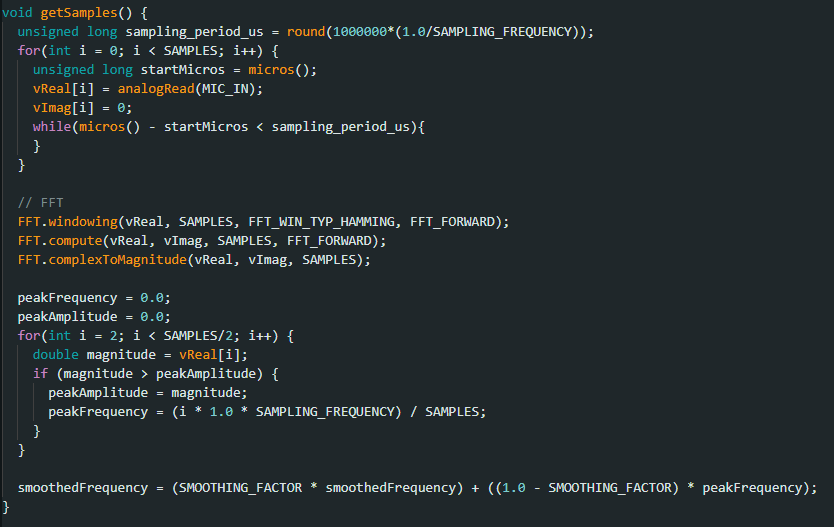 void getSamples() {
  unsigned long sampling_period_us = round(1000000*(1.0/SAMPLING_FREQUENCY));
  for(int i = 0; i < SAMPLES; i++) {
    unsigned long startMicros = micros();
    vReal[i] = analogRead(MIC_IN);
    vImag[i] = 0;
    while(micros() - startMicros < sampling_period_us){
    }
  }

  // FFT
  FFT.windowing(vReal, SAMPLES, FFT_WIN_TYP_HAMMING, FFT_FORWARD);
  FFT.compute(vReal, vImag, SAMPLES, FFT_FORWARD);
  FFT.complexToMagnitude(vReal, vImag, SAMPLES);

  peakFrequency = 0.0;
  peakAmplitude = 0.0;
  for(int i = 2; i < SAMPLES/2; i++) {
    double magnitude = vReal[i];
    if (magnitude > peakAmplitude) {
      peakAmplitude = magnitude;
      peakFrequency = (i * 1.0 * SAMPLING_FREQUENCY) / SAMPLES;
    }
  }

  smoothedFrequency = (SMOOTHING_FACTOR * smoothedFrequency) + ((1.0 - SMOOTHING_FACTOR) * peakFrequency);
}